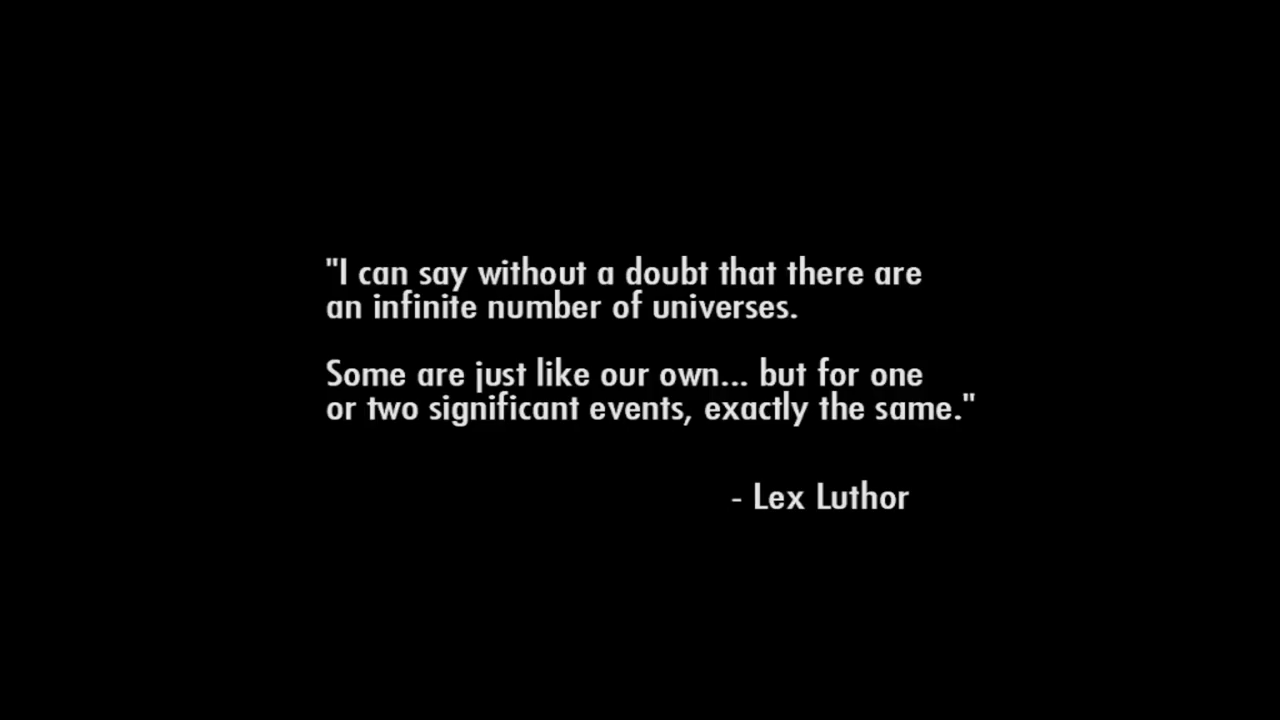 "I can say without a doubt that there are
an infinite number of universes.
Some are just like our own... but for one
or two significant events, exactly the same."
- Lex Luthor